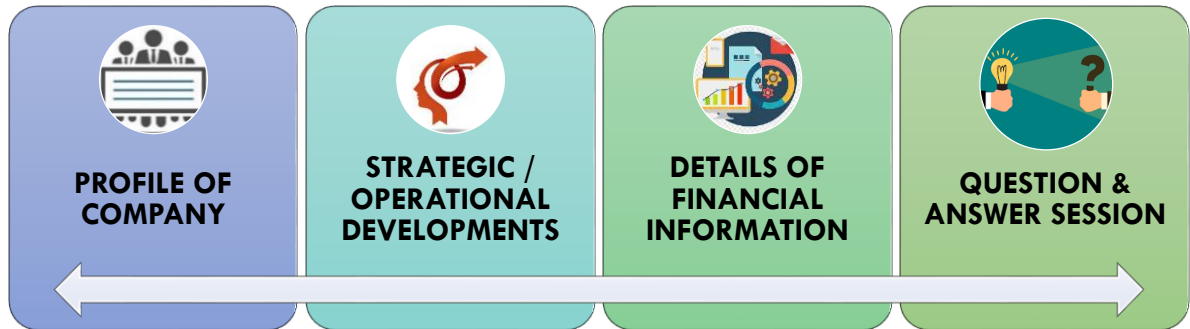 PROFILE OF
COMPANY
STRATEGIC /
OPERATIONAL
DEVELOPMENTS
DETAILS OF
FINANCIAL
INFORMATION
QUESTION &
ANSWER SESSION